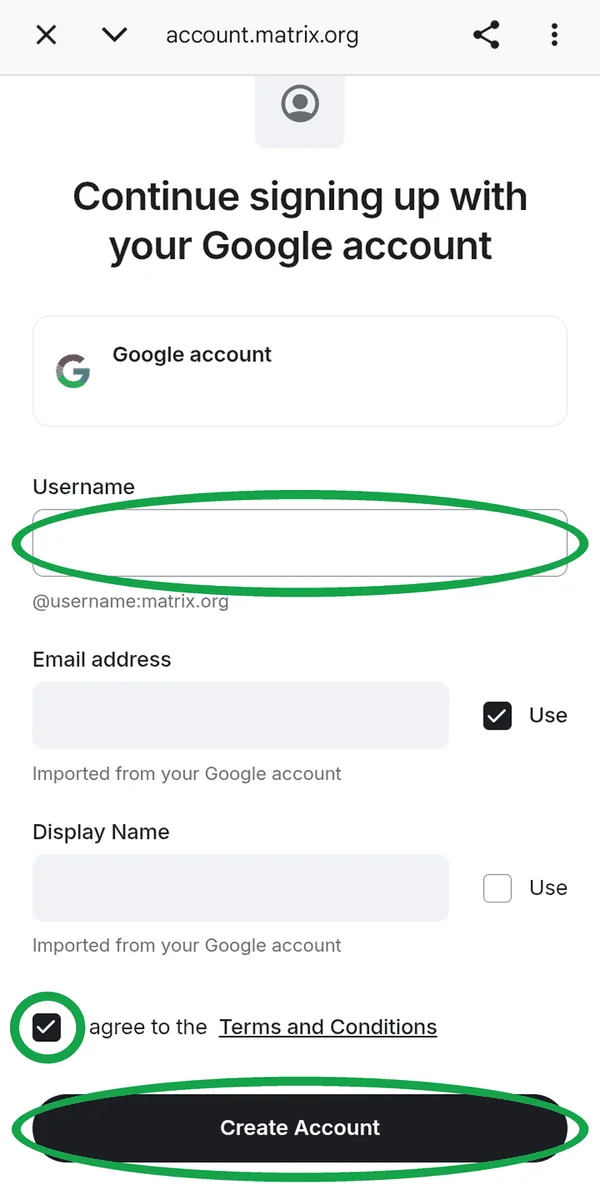 account.matrix.org
Continue signing up with
your Google account
Google account
Username
@username:matrix.org
Email address
Use
Imported from your Google account
Display Name
Use
Imported from your Google account
agree to the Terms and Conditions
Create Account